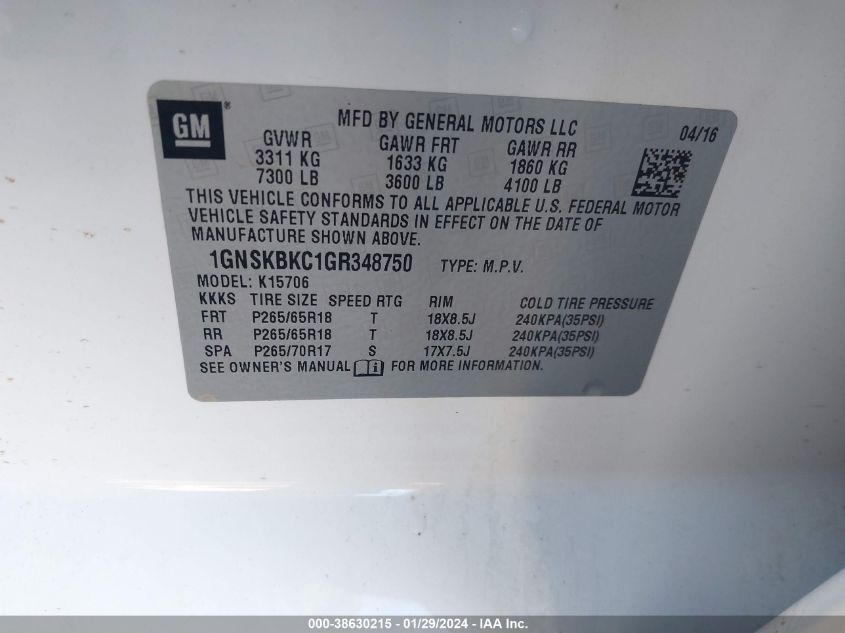 GM ®
MFD BY GENERAL MOTORS LLC 04/16
GVWR GAWR FRT GAWR RR
3311 KG 1633 KG 1860 KG
7300 LB 3600 LB 4100 LB
THIS VEHICLE CONFORMS TO ALL APPLICABLE U.S. FEDERAL MOTOR
VEHICLE SAFETY STANDARDS IN EFFECT ON THE DATE OF
MANUFACTURE SHOWN ABOVE.
1GNSKBKC1GR348750 TYPE: M.P.V.
MODEL: K15706
KKKS TIRE SIZE SPEED RTG RIM COLD TIRE PRESSURE
FRT P265/65R18 T 18X8.5J 240KPA(35PSI)
RR P265/65R18 T 18X8.5J 240KPA(35PSI)
SPA P265/70R17 S 17X7.5J 240KPA(35PSI)
SEE OWNER'S MANUAL FOR MORE INFORMATION.
000-38630215 - 01/29/2024 - IAA Inc.